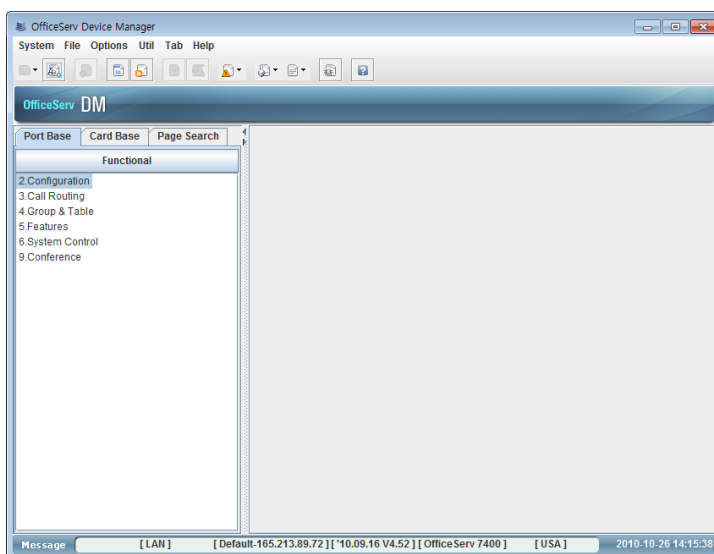 OfficeServ Device Manager
System File Options Util Tab Help
OfficeServ DM
Port Base Card Base Page Search
Functional
2.Configuration
3.Call Routing
4.Group & Table
5.Features
6.System Control
9.Conference
Message [ LAN ] [ Default-165.213.89.72 ] [ '10.09.16 V4.52 ] [ OfficeServ 7400 ] [ USA ] 2010-10-26 14:15:38